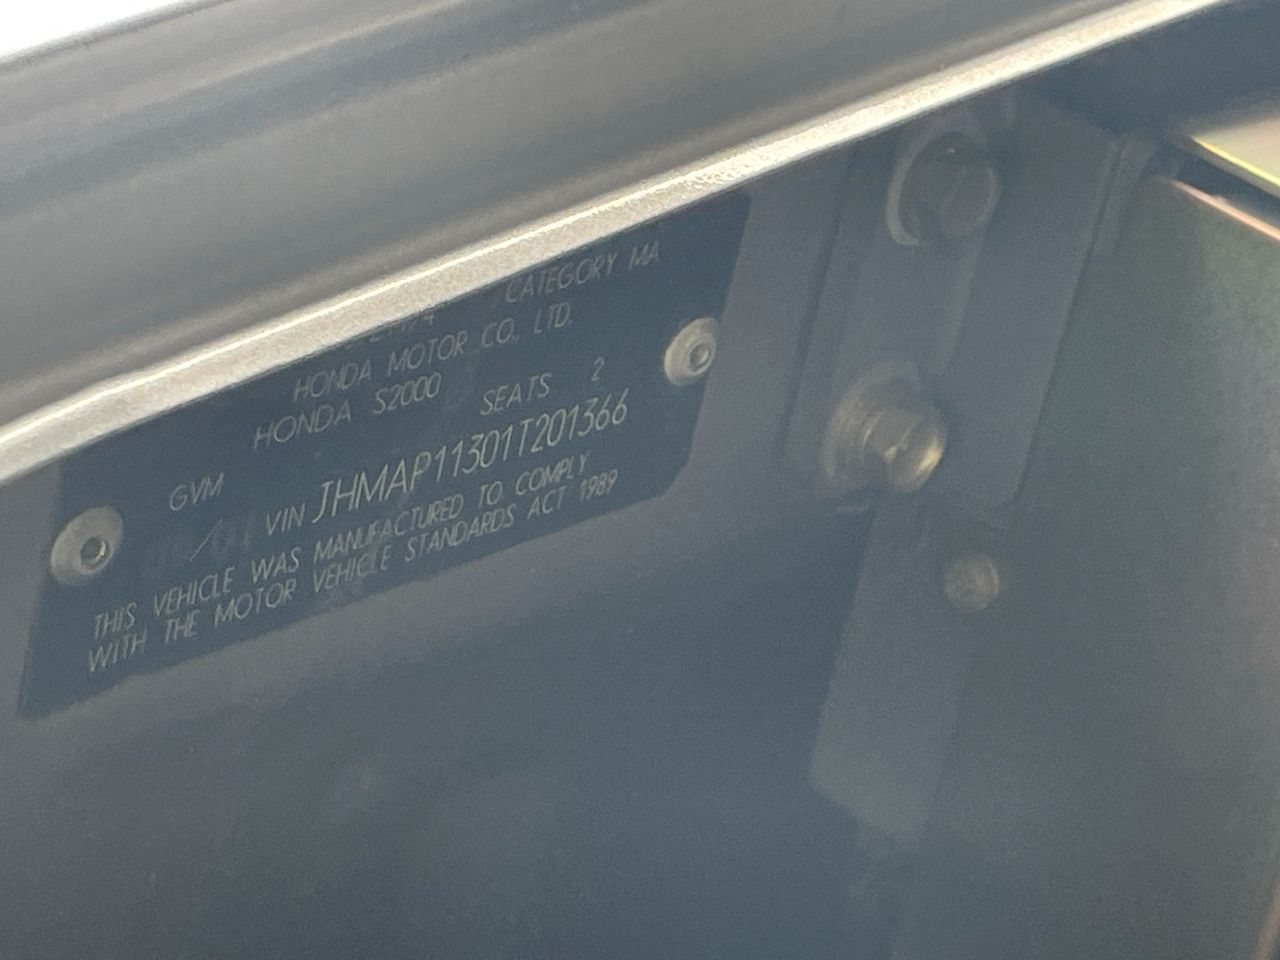 CATEGORY MA
HONDA MOTOR CO., LTD.
HONDA S2000
GVM SEATS 2
VIN JHMAP11301T201366
THIS VEHICLE WAS MANUFACTURED TO COMPLY
WITH THE MOTOR VEHICLE STANDARDS ACT 1989